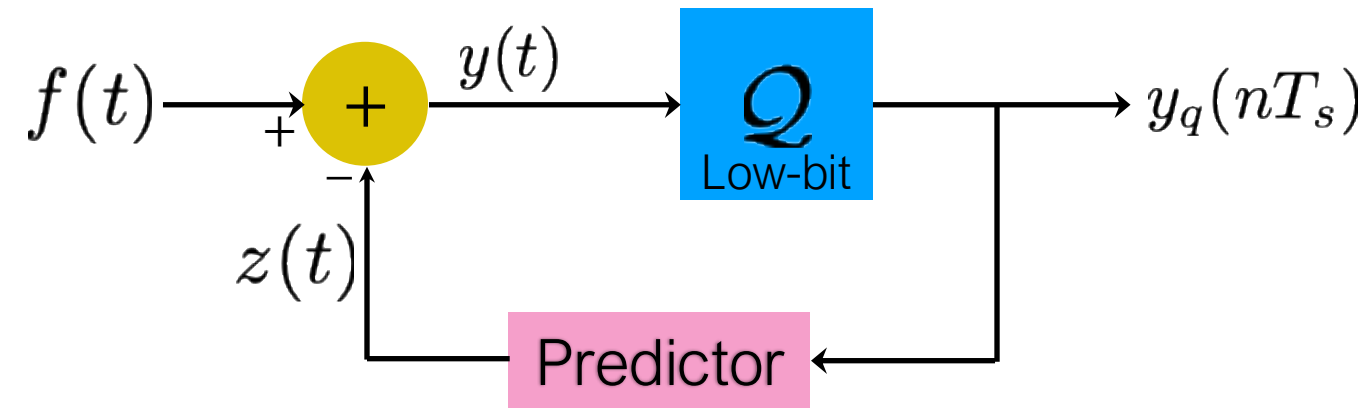 f(t)
+
+
y(t)
Q
Low-bit
y_q(nT_s)
−
z(t)
Predictor